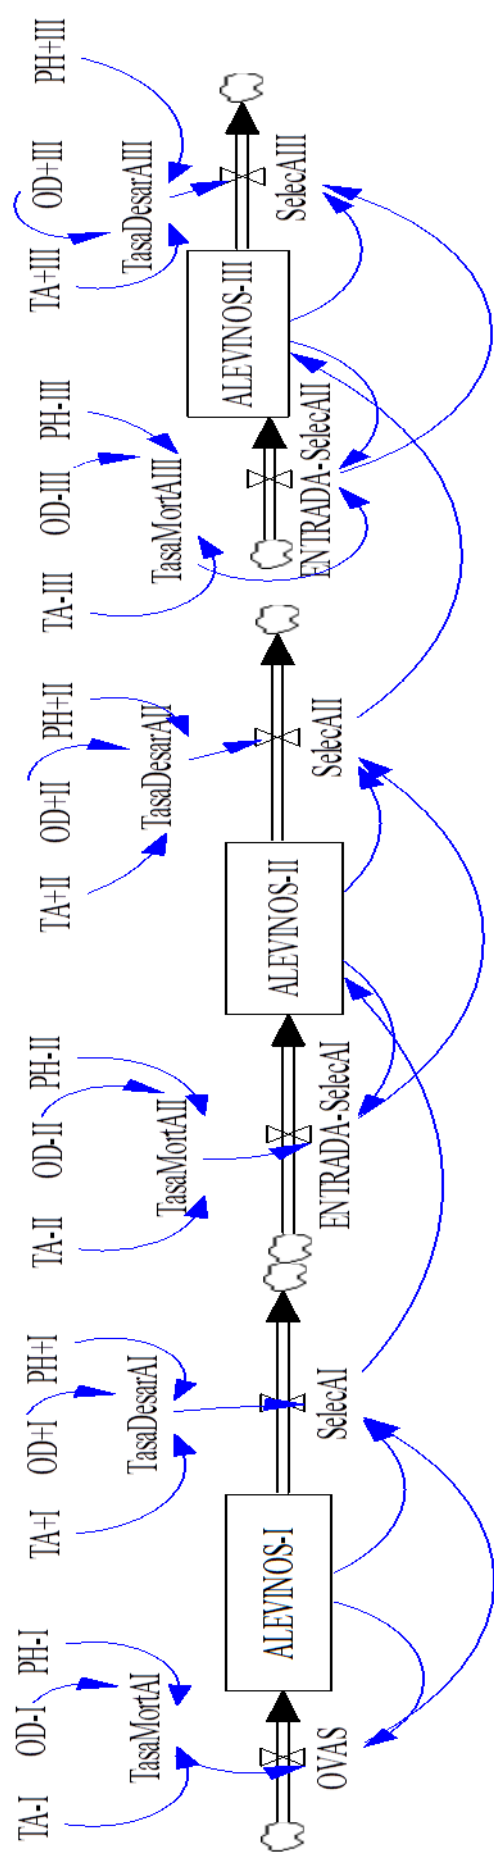 TA-I
OD-I
PH-I
TasaMortAI
OVAS
ALEVINOS-I
TA+I
OD+I
PH+I
TasaDesarAI
SelecAI
TA-II
OD-II
PH-II
TasaMortAII
ENTRADA-SelecAI
ALEVINOS-II
TA+II
OD+II
PH+II
TasaDesarAII
SelecAII
TA-III
OD-III
PH-III
TasaMortAIII
ENTRADA-SelecAII
ALEVINOS-III
TA+III
OD+III
PH+III
TasaDesarAIII
SelecAIII